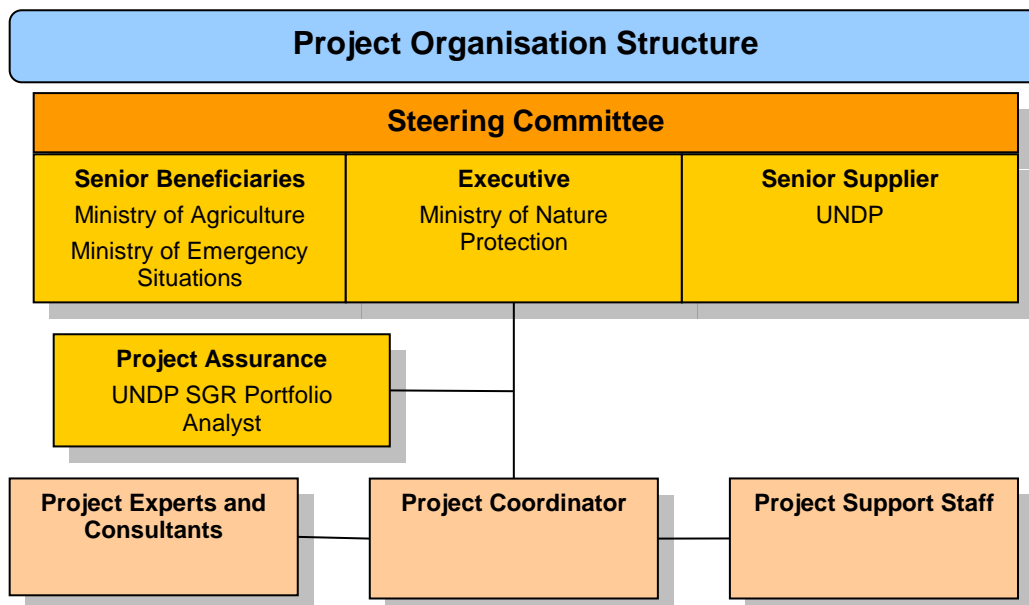 Project Organisation Structure
Steering Committee
Senior Beneficiaries
Ministry of Agriculture
Ministry of Emergency
Situations
Executive
Ministry of Nature
Protection
Senior Supplier
UNDP
Project Assurance
UNDP SGR Portfolio
Analyst
Project Experts and
Consultants
Project Coordinator
Project Support Staff